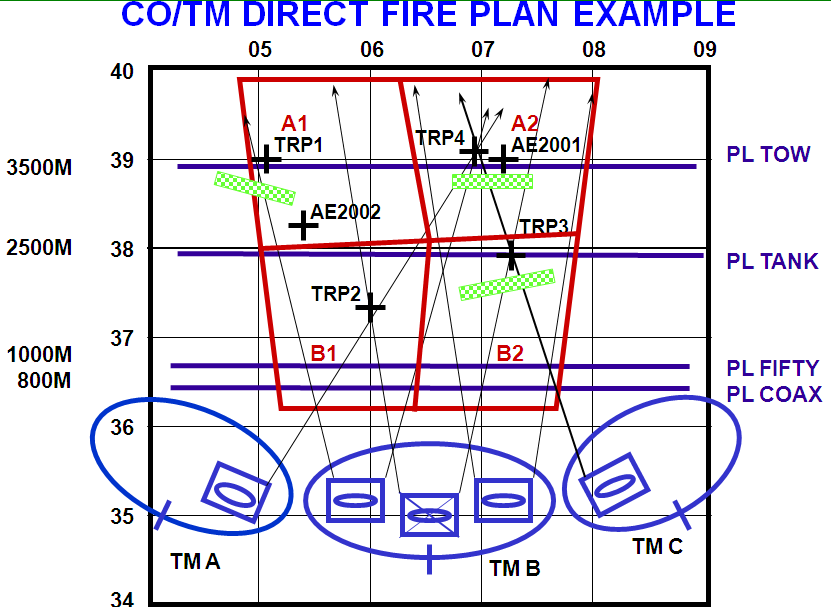 CO/TM DIRECT FIRE PLAN EXAMPLE
05 06 07 08 09
40
A1
A2
TRP1
TRP4
AE2001
39
3500M
PL TOW
AE2002
TRP3
2500M
38
PL TANK
TRP2
37
1000M
B1
B2
PL FIFTY
800M
PL COAX
36
35
TM A
TM B
TM C
34